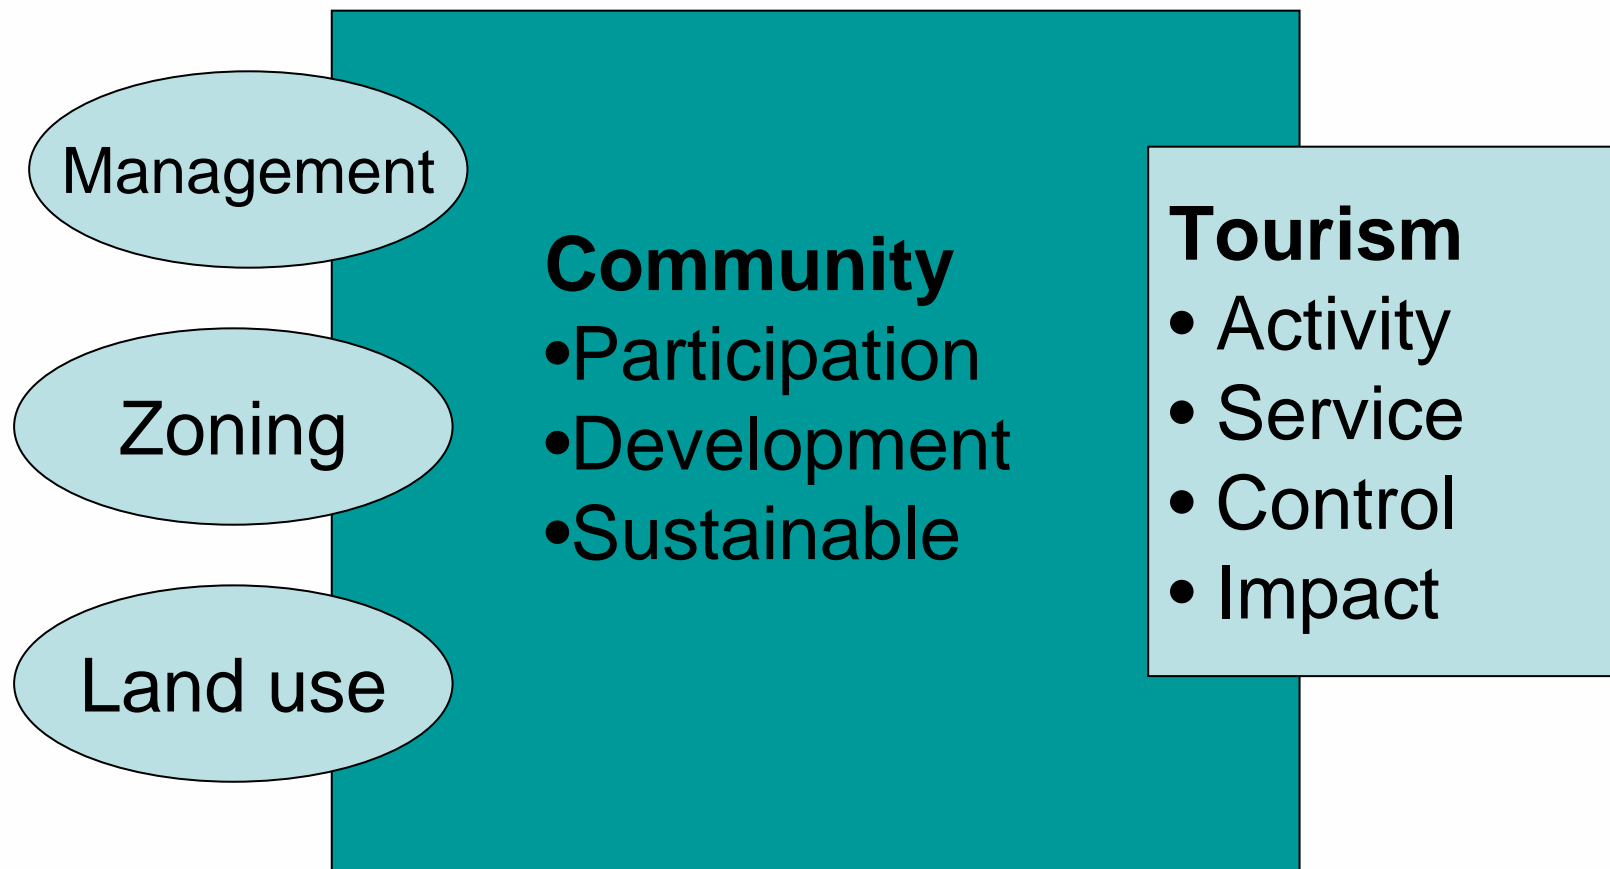 Management
Zoning
Land use
Community
•Participation
•Development
•Sustainable
Tourism
• Activity
• Service
• Control
• Impact